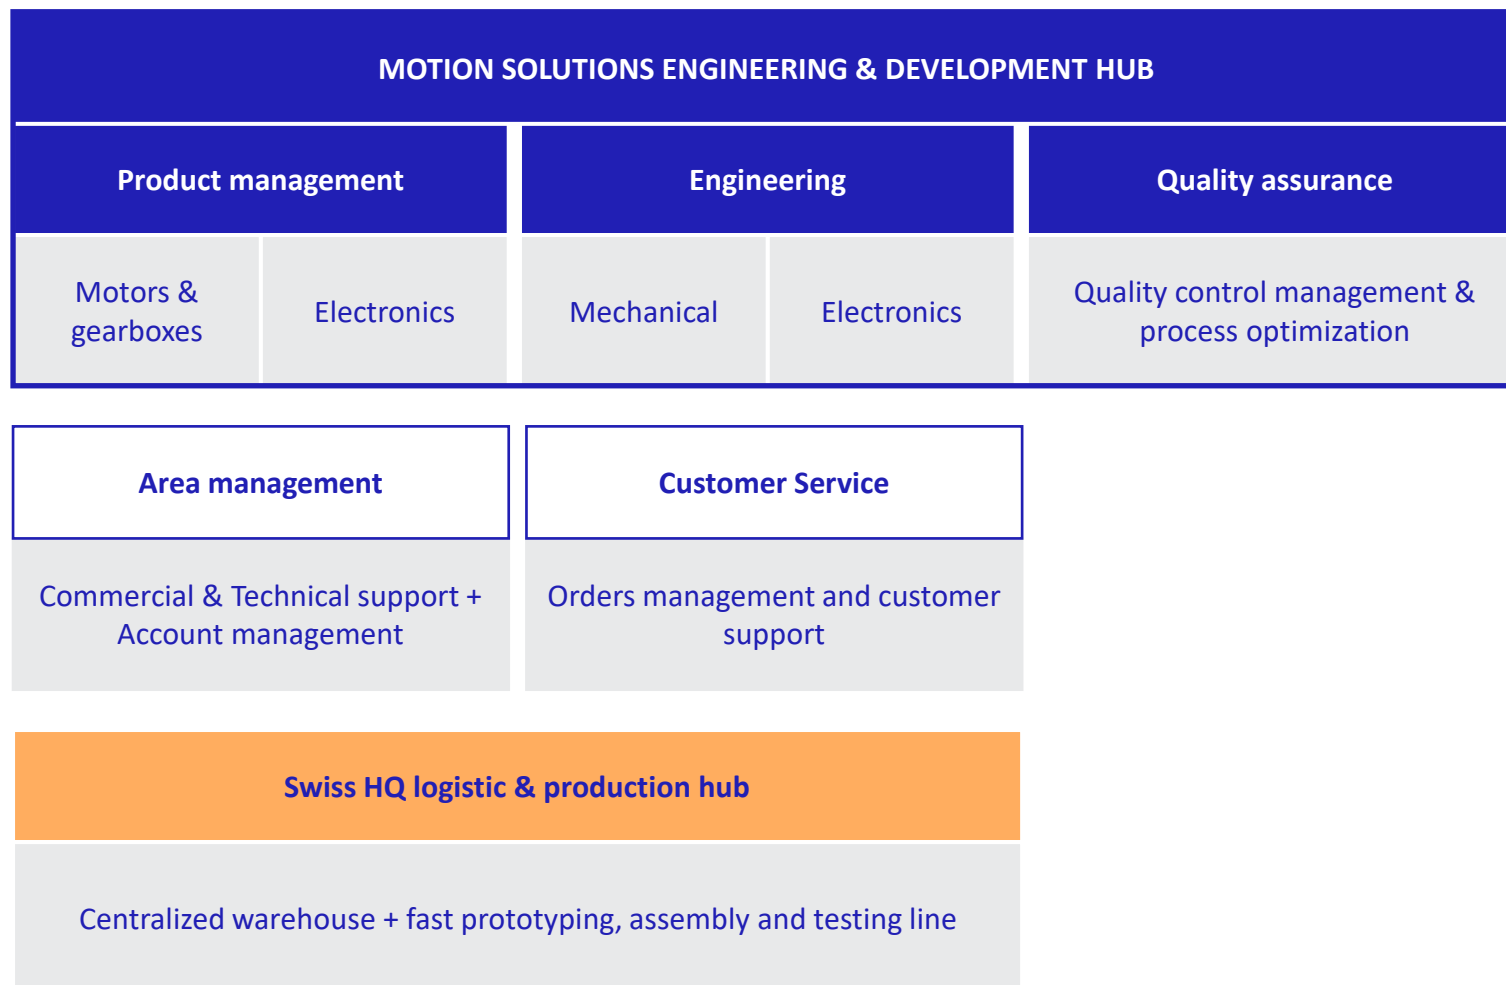 MOTION SOLUTIONS ENGINEERING & DEVELOPMENT HUB
Product management
Engineering
Quality assurance
Motors &
gearboxes
Electronics
Mechanical
Electronics
Quality control management &
process optimization
Area management
Customer Service
Commercial & Technical support +
Account management
Orders management and customer
support
Swiss HQ logistic & production hub
Centralized warehouse + fast prototyping, assembly and testing line